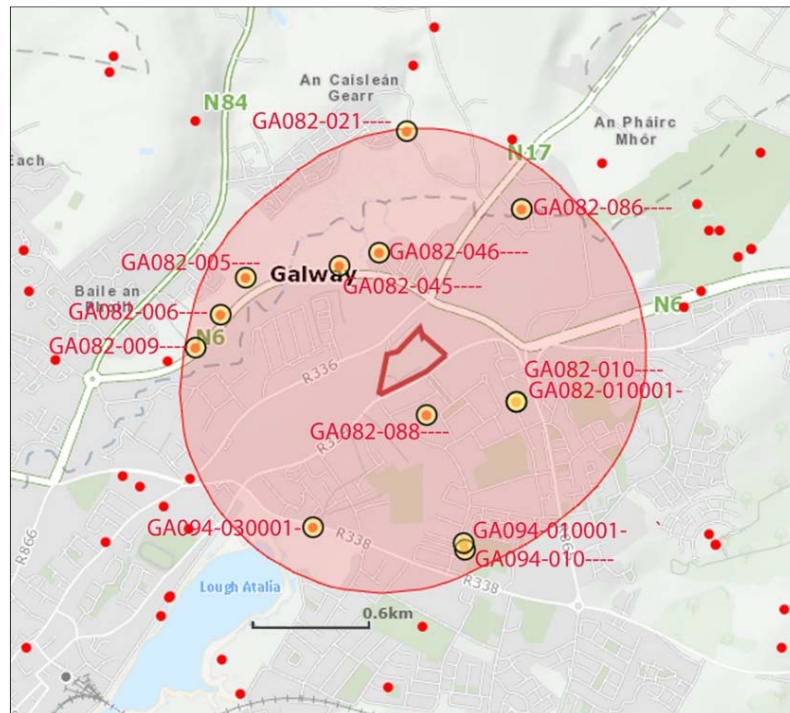 An Caisleán
Gearr
N84
GA082-021----
An Pháirc
Mhór
N17
Each
GA082-086----
GA082-046----
GA082-005----
Galway
GA082-045----
Baile an
GA082-006----
N6
N6
GA082-009----
R336
GA082-010----
GA082-010001-
GA082-088----
GA094-030001-
GA094-010001-
R338
R866
GA094-010----
Lough Atalia
R338
0.6km